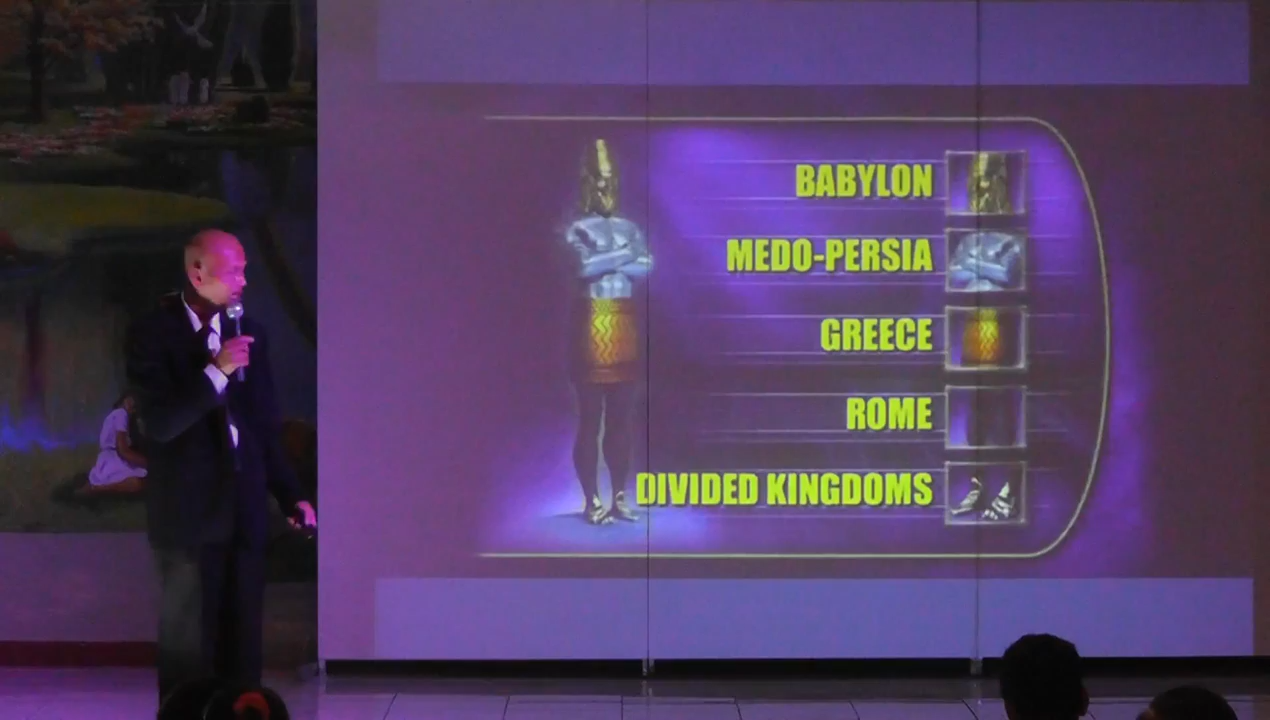 BABYLON
MEDO-PERSIA
GREECE
ROME
DIVIDED KINGDOMS